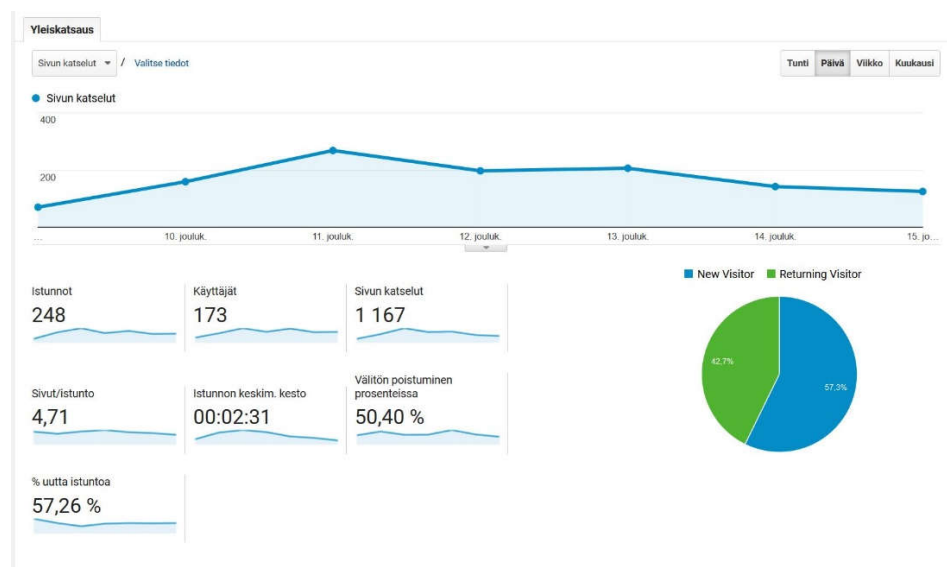 Yleiskatsaus
Sivun katselut / Valitse tiedot
Tunti Päivä Viikko Kuukausi
Sivun katselut
400
200
... 10. jouluk. 11. jouluk. 12. jouluk. 13. jouluk. 14. jouluk. 15. jo...
New Visitor Returning Visitor
Istunnot
248
Käyttäjät
173
Sivun katselut
1 167
42,7%
57,3%
Sivut/istunto
4,71
Istunnon keskim. kesto
00:02:31
Välitön poistuminen
prosenteissa
50,40 %
% uutta istuntoa
57,26 %